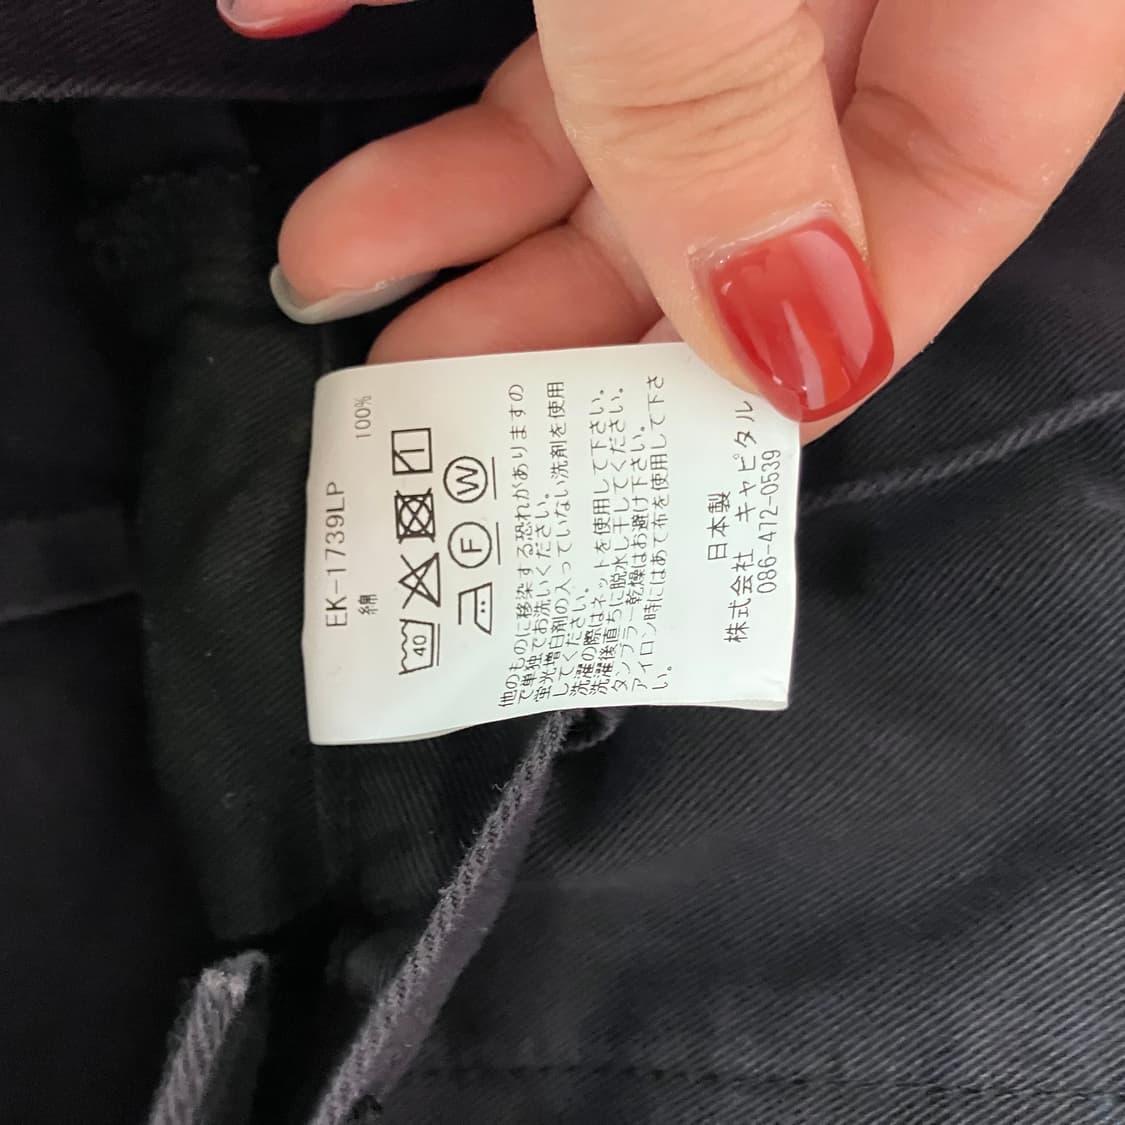 EK-1739LP
綿 100%
40
F W
他のものに移染する恐れがありますの
で単独でお洗いください。
蛍光増白剤の入っていない洗剤を使用
してください。
洗濯の際はネットを使用して下さい。
洗濯後直ちに脱水し干してください。
タンブラー乾燥はお避け下さい。
アイロン時にはあて布を使用して下さ
い。
日本製
株式会社 キャピタル
086-472-0539